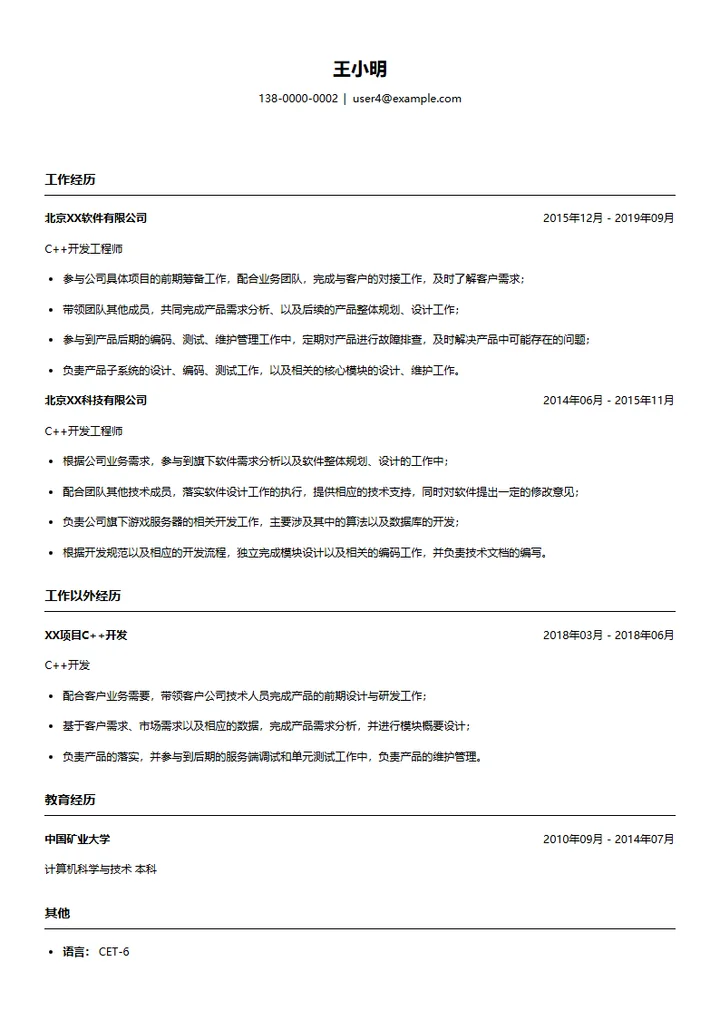 王小明
138-0000-0002 | user4@example.com
工作经历
北京XX软件有限公司 2015年12月 - 2019年09月
C++开发工程师
• 参与公司具体项目的前期筹备工作，配合业务团队，完成与客户的对接工作，及时了解客户需求；
• 带领团队其他成员，共同完成产品需求分析、以及后续的产品整体规划、设计工作；
• 参与到产品后期的编码、测试、维护管理工作中，定期对产品进行故障排查，及时解决产品中可能存在的问题；
• 负责产品子系统的设计、编码、测试工作，以及相关的核心模块的设计、维护工作。
北京XX科技有限公司 2014年06月 - 2015年11月
C++开发工程师
• 根据公司业务需求，参与到旗下软件需求分析以及软件整体规划、设计的工作中；
• 配合团队其他技术成员，落实软件设计工作的执行，提供相应的技术支持，同时对软件提出一定的修改意见；
• 负责公司旗下游戏服务器的相关开发工作，主要涉及其中的算法以及数据库的开发；
• 根据开发规范以及相应的开发流程，独立完成模块设计以及相关的编码工作，并负责技术文档的编写。
工作以外经历
XX项目C++开发 2018年03月 - 2018年06月
C++开发
• 配合客户业务需要，带领客户公司技术人员完成产品的前期设计与研发工作；
• 基于客户需求、市场需求以及相应的数据，完成产品需求分析，并进行模块概要设计；
• 负责产品的落实，并参与到后期的服务端调试和单元测试工作中，负责产品的维护管理。
教育经历
中国矿业大学 2010年09月 - 2014年07月
计算机科学与技术 本科
其他
• 语言： CET-6